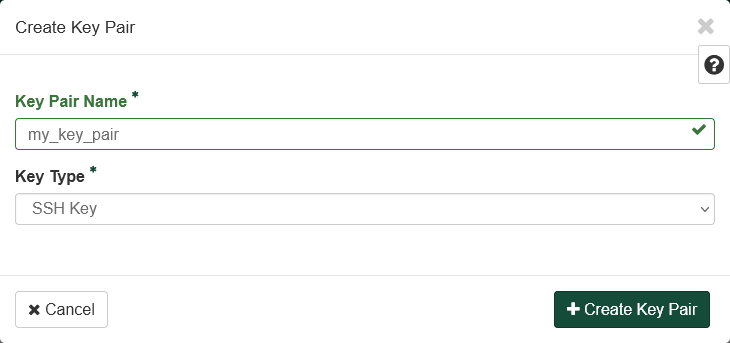 Create Key Pair
Key Pair Name *
my_key_pair
Key Type *
SSH Key
Cancel
Create Key Pair